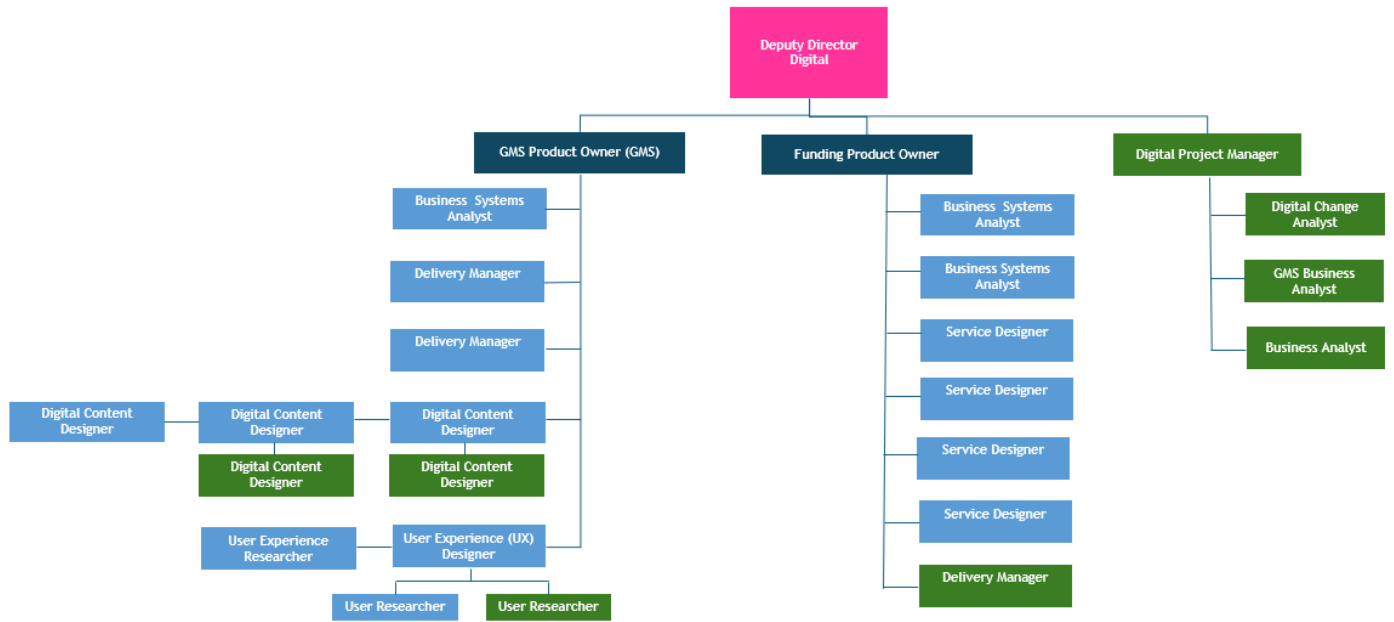 Deputy Director
Digital
GMS Product Owner (GMS)
Funding Product Owner
Digital Project Manager
Business Systems
Analyst
Delivery Manager
Delivery Manager
Digital Content
Designer
Digital Content
Designer
Digital Content
Designer
Digital Content
Designer
Digital Content
Designer
User Experience
Researcher
User Experience (UX)
Designer
User Researcher
User Researcher
Business Systems
Analyst
Business Systems
Analyst
Service Designer
Service Designer
Service Designer
Service Designer
Delivery Manager
Digital Change
Analyst
GMS Business
Analyst
Business Analyst